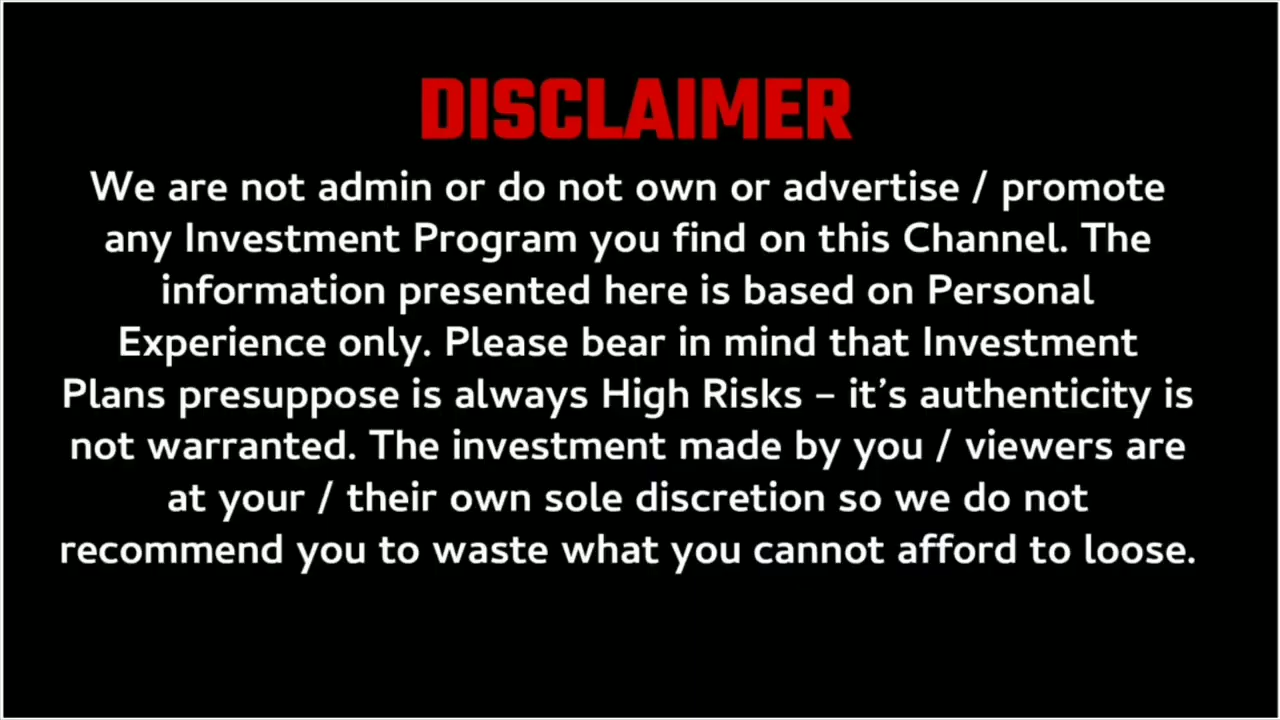 DISCLAIMER
We are not admin or do not own or advertise / promote
any Investment Program you find on this Channel. The
information presented here is based on Personal
Experience only. Please bear in mind that Investment
Plans presuppose is always High Risks – it’s authenticity is
not warranted. The investment made by you / viewers are
at your / their own sole discretion so we do not
recommend you to waste what you cannot afford to loose.